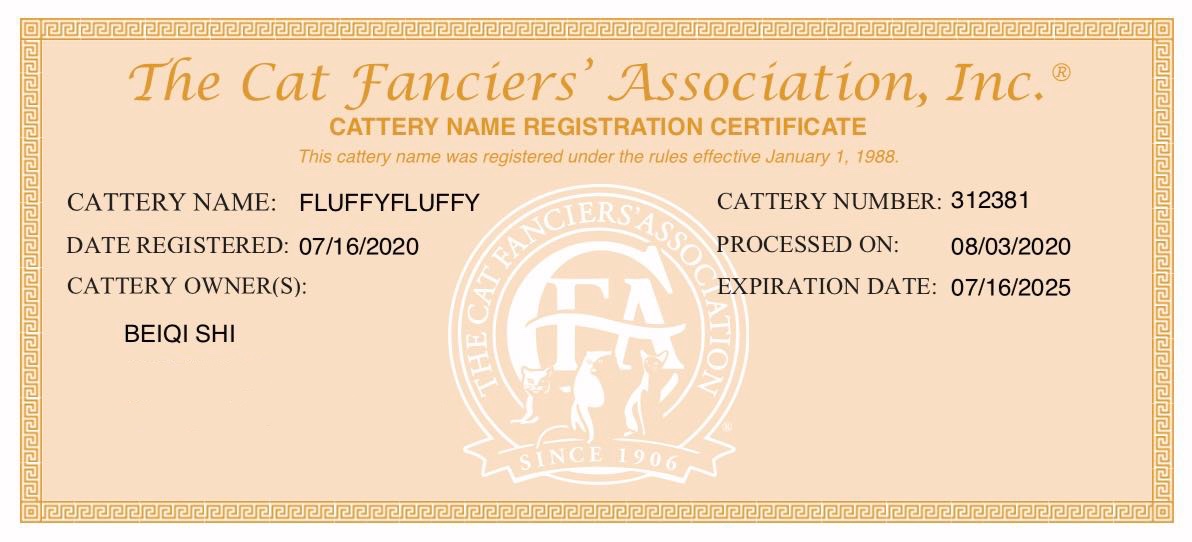 The Cat Fanciers' Association, Inc.®
CATTERY NAME REGISTRATION CERTIFICATE
This cattery name was registered under the rules effective January 1, 1988.
CATTERY NAME: FLUFFYFLUFFY
CATTERY NUMBER: 312381
DATE REGISTERED: 07/16/2020
PROCESSED ON: 08/03/2020
CATTERY OWNER(S):
EXPIRATION DATE: 07/16/2025
BEIQI SHI
THE CAT FANCIERS' ASSOCIATION
CFA
®
SINCE 1906